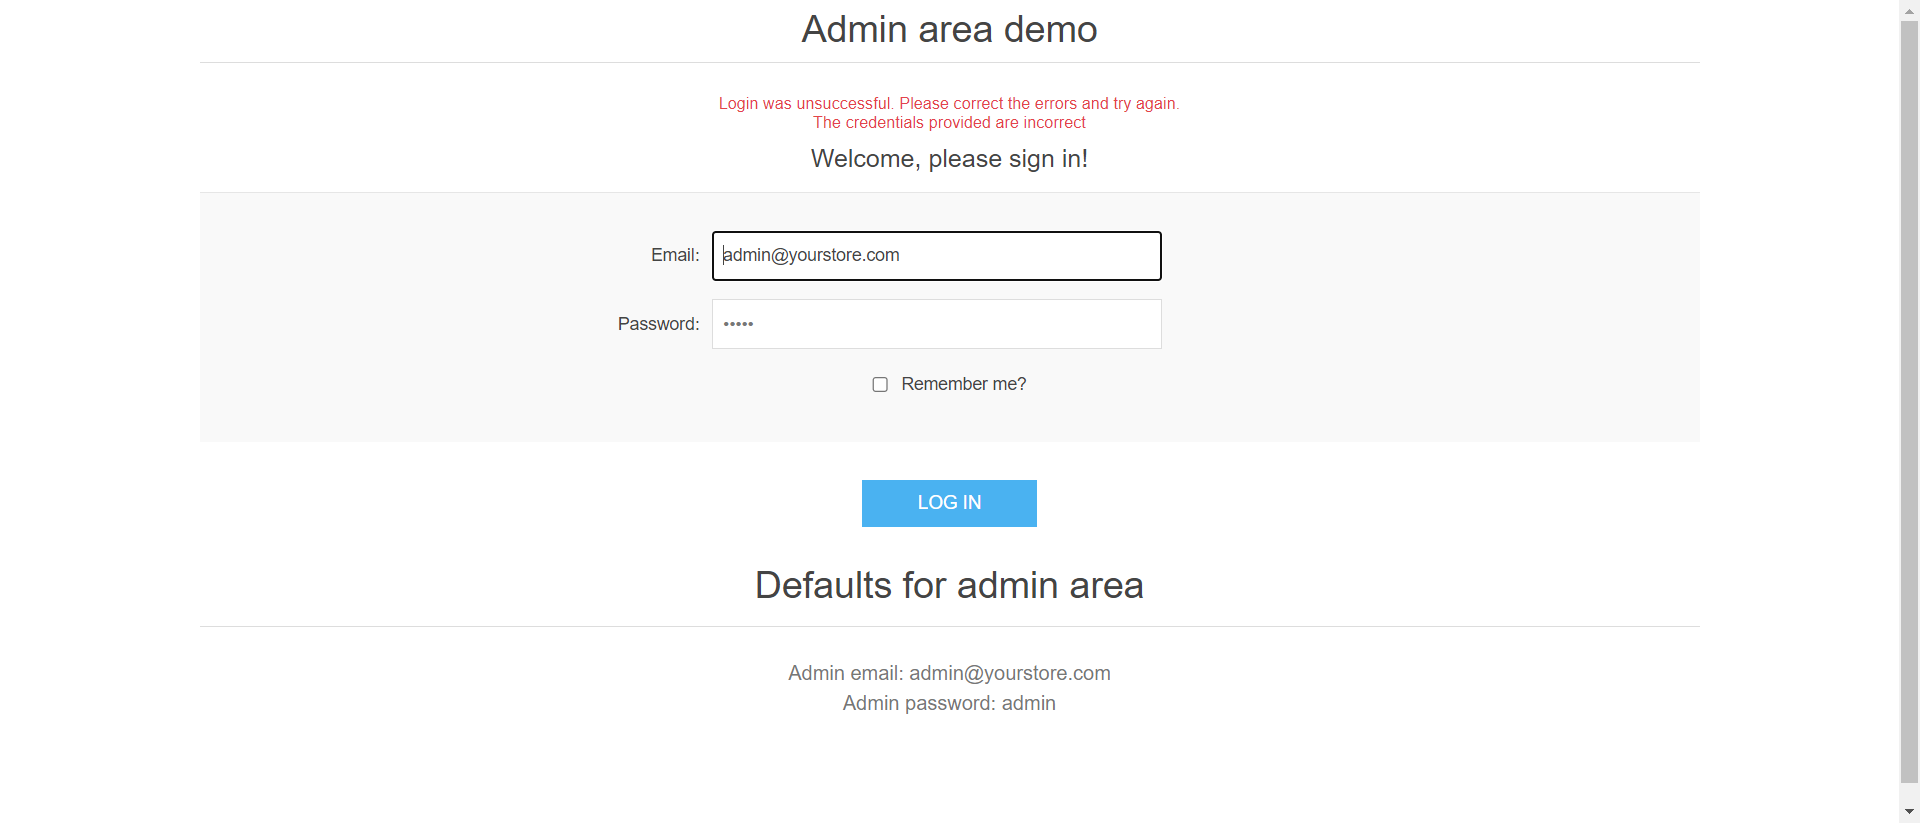 Admin area demo
Login was unsuccessful. Please correct the errors and try again.
The credentials provided are incorrect
Welcome, please sign in!
Email: admin@yourstore.com
Password: •••••
Remember me?
LOG IN
Defaults for admin area
Admin email: admin@yourstore.com
Admin password: admin